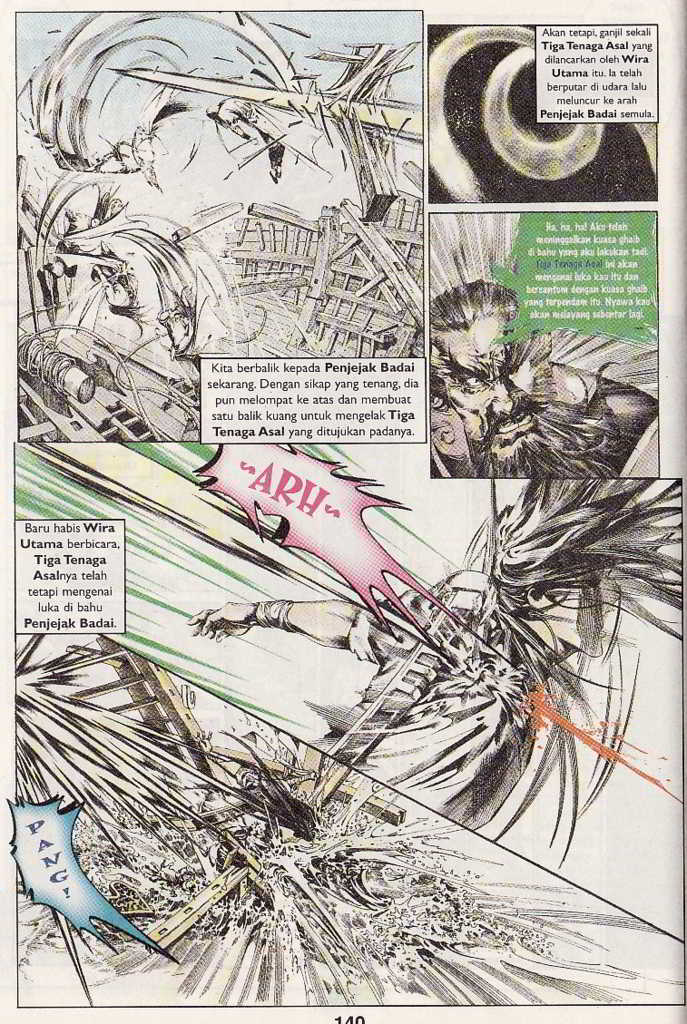 Kita berbalik kepada Penjejak Badai
sekarang. Dengan sikap yang tenang, dia
pun melompat ke atas dan membuat
satu balik kuang untuk mengelak Tiga
Tenaga Asal yang ditujukan padanya.
Akan tetapi, ganjil sekali
Tiga Tenaga Asal yang
dilancarkan oleh Wira
Utama itu. Ia telah
berputar di udara lalu
meluncur ke arah
Penjejak Badai semula.
Ha, ha, ha! Aku telah
meninggalkan kuasa ghaib
di bahu yang aku lakukan tadi.
Tiga Tenaga Asal ini akan
mengenai luka kau itu dan
bercantum dengan kuasa ghaib
yang terpendam itu. Nyawa kau
akan melayang sebentar lagi.
~ARH~
Baru habis Wira
Utama berbicara,
Tiga Tenaga
Asalnya telah
tetapi mengenai
luka di bahu
Penjejak Badai.
PANG!
140